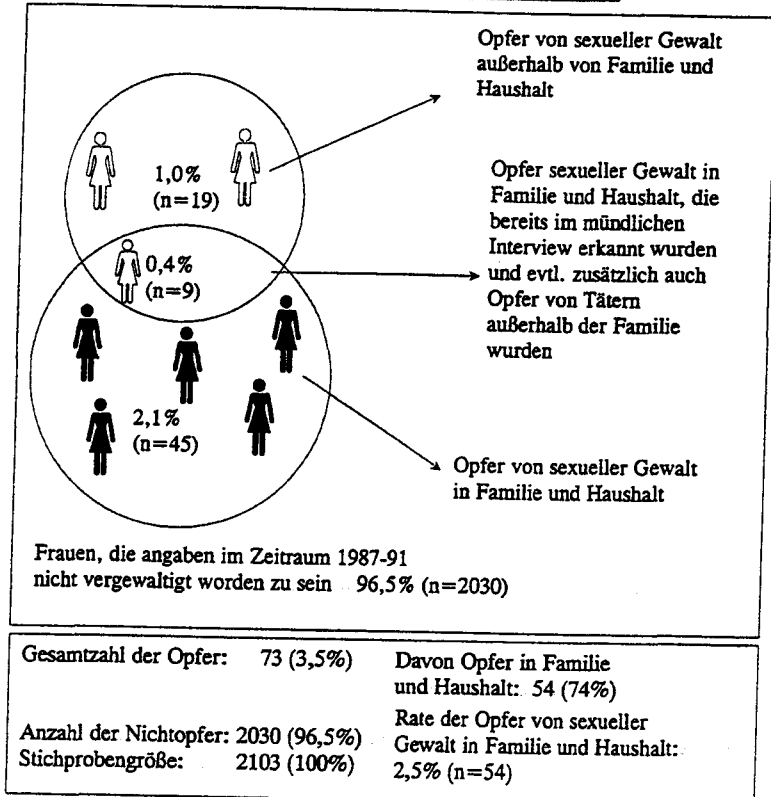 Opfer von sexueller Gewalt
außerhalb von Familie und
Haushalt
1,0%
(n=19)
Opfer sexueller Gewalt in
Familie und Haushalt, die
bereits im mündlichen
Interview erkannt wurden
und evtl. zusätzlich auch
Opfer von Tätern
außerhalb der Familie
wurden
0,4%
(n=9)
2,1%
(n=45)
Opfer von sexueller Gewalt
in Familie und Haushalt
Frauen, die angaben im Zeitraum 1987-91
nicht vergewaltigt worden zu sein 96,5% (n=2030)
Gesamtzahl der Opfer: 73 (3,5%)
Davon Opfer in Familie
und Haushalt: 54 (74%)
Anzahl der Nichtopfer: 2030 (96,5%)
Stichprobengröße: 2103 (100%)
Rate der Opfer von sexueller
Gewalt in Familie und Haushalt:
2,5% (n=54)